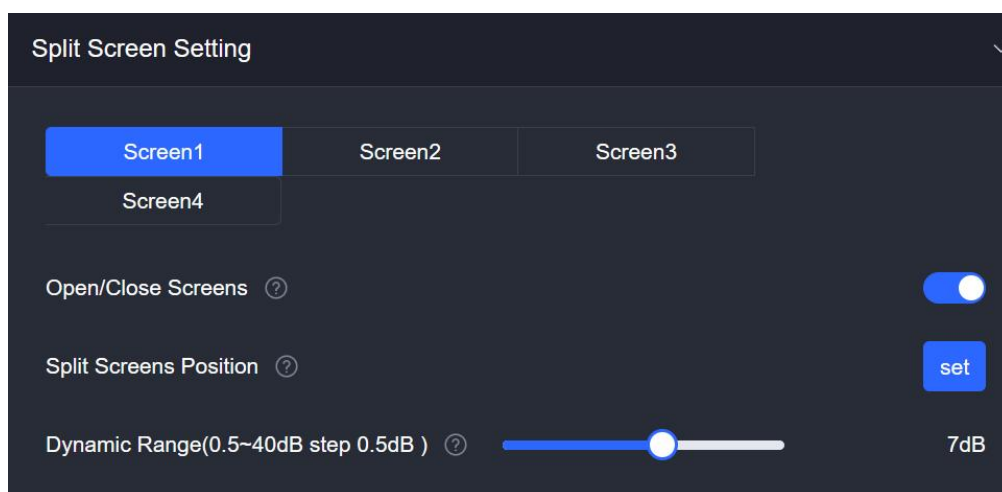 Split Screen Setting
Screen1 Screen2 Screen3
Screen4
Open/Close Screens ?
Split Screens Position ? set
Dynamic Range(0.5~40dB step 0.5dB ) ? 7dB